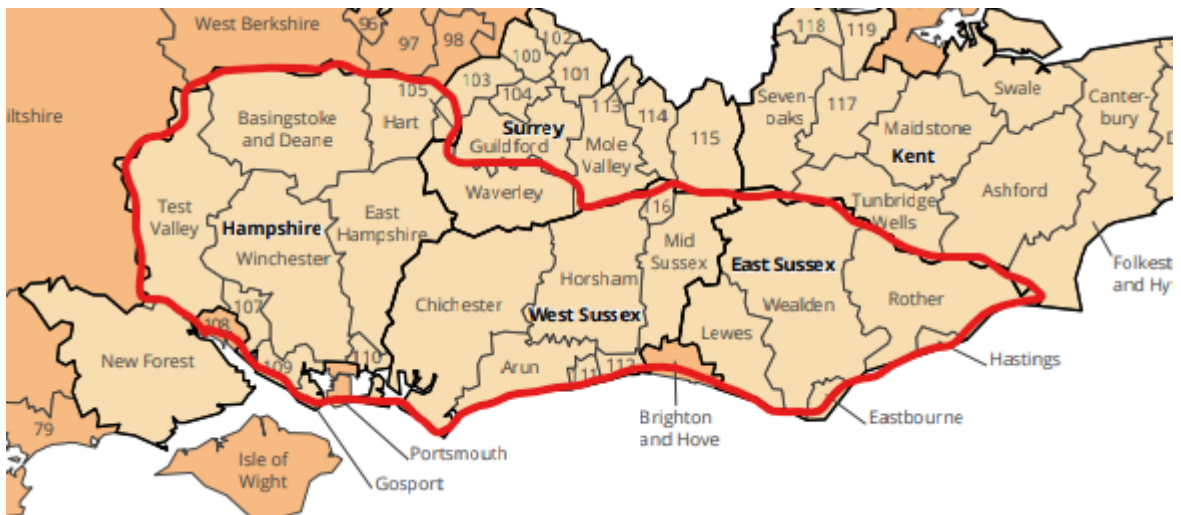 West Berkshire
96
97
98
iltshire
Basingstoke
and Deane
Hart
105
103
100
102
101
104
113
114
115
Surrey
Guildford
Mole
Valley
Waverley
118
119
Seven-
oaks
117
Swale
Canter-
bury
Maidstone
Kent
Ashford
Tunbridge
Wells
Folkest
and Hy
Test
Valley
Hampshire
Winchester
East
Hampshire
107
108
109
110
New Forest
79
Isle of
Wight
Gosport
Portsmouth
Chichester
Horsham
West Sussex
Arun
11
112
116
Mid
Sussex
East Sussex
Wealden
Lewes
Rother
Hastings
Eastbourne
Brighton
and Hove